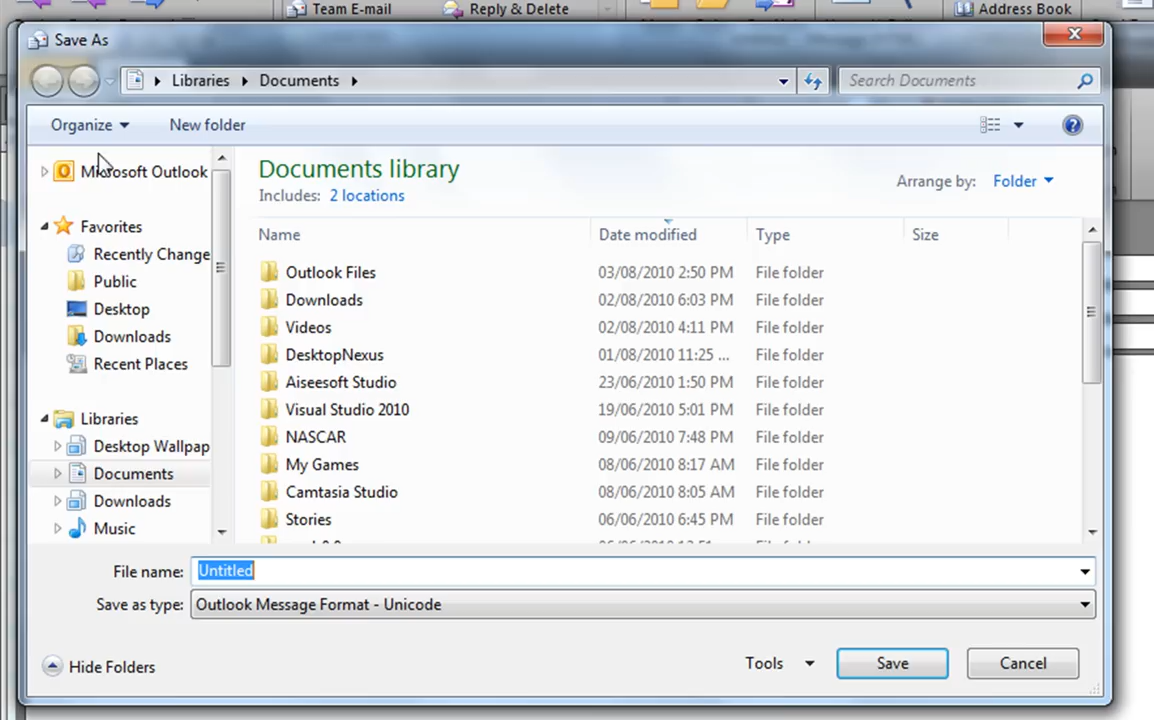 Team E-mail
Reply & Delete
Address Book
Save As
Libraries
Documents
Search Documents
Organize
New folder
Microsoft Outlook
Documents library
Includes: 2 locations
Arrange by: Folder
Favorites
Recently Change
Public
Desktop
Downloads
Recent Places
Libraries
Desktop Wallpap
Documents
Downloads
Music
Name Date modified Type Size
Outlook Files 03/08/2010 2:50 PM File folder
Downloads 02/08/2010 6:03 PM File folder
Videos 02/08/2010 4:11 PM File folder
DesktopNexus 01/08/2010 11:25 ... File folder
Aiseesoft Studio 23/06/2010 1:50 PM File folder
Visual Studio 2010 19/06/2010 5:01 PM File folder
NASCAR 09/06/2010 7:48 PM File folder
My Games 08/06/2010 8:17 AM File folder
Camtasia Studio 08/06/2010 8:05 AM File folder
Stories 06/06/2010 6:45 PM File folder
File name: Untitled
Save as type: Outlook Message Format - Unicode
Hide Folders
Tools
Save
Cancel